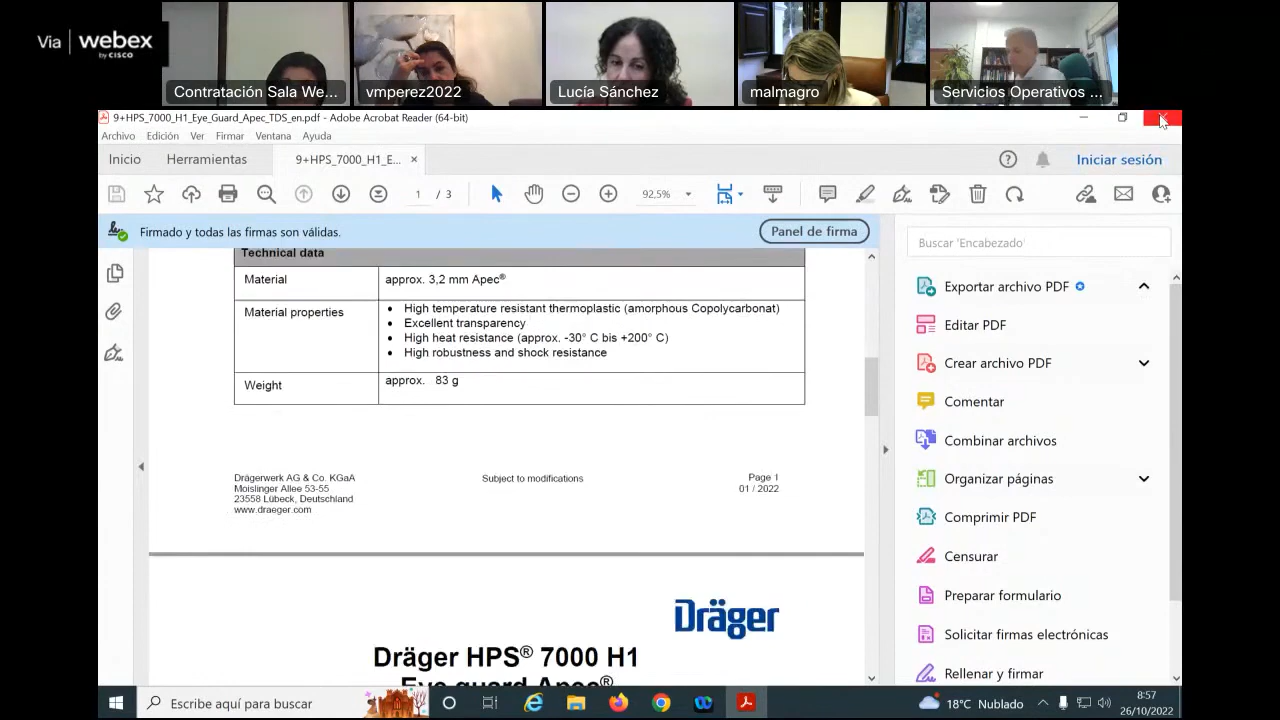 Via webex
by CISCO
Contratación Sala We...
vmperez2022
Lucía Sánchez
malmagro
Servicios Operativos ...
9+HPS_7000_H1_Eye_Guard_Apec_TDS_en.pdf - Adobe Acrobat Reader (64-bit)
Archivo Edición Ver Firmar Ventana Ayuda
Inicio Herramientas 9+HPS_7000_H1_E... × Iniciar sesión
1 / 3 92,5%
Firmado y todas las firmas son válidas. Panel de firma
Technical data
Material approx. 3,2 mm Apec®
Material properties • High temperature resistant thermoplastic (amorphous Copolycarbonat)
• Excellent transparency
• High heat resistance (approx. -30° C bis +200° C)
• High robustness and shock resistance
Weight approx. 83 g
Drägerwerk AG & Co. KGaA Subject to modifications Page 1
Moislinger Allee 53-55 01 / 2022
23558 Lübeck, Deutschland
www.draeger.com
Dräger
Dräger HPS® 7000 H1
Eye guard Apec®
Buscar 'Encabezado'
Exportar archivo PDF
Editar PDF
Crear archivo PDF
Comentar
Combinar archivos
Organizar páginas
Comprimir PDF
Censurar
Preparar formulario
Solicitar firmas electrónicas
Rellenar y firmar
Escribe aquí para buscar
18°C Nublado
8:57
26/10/2022